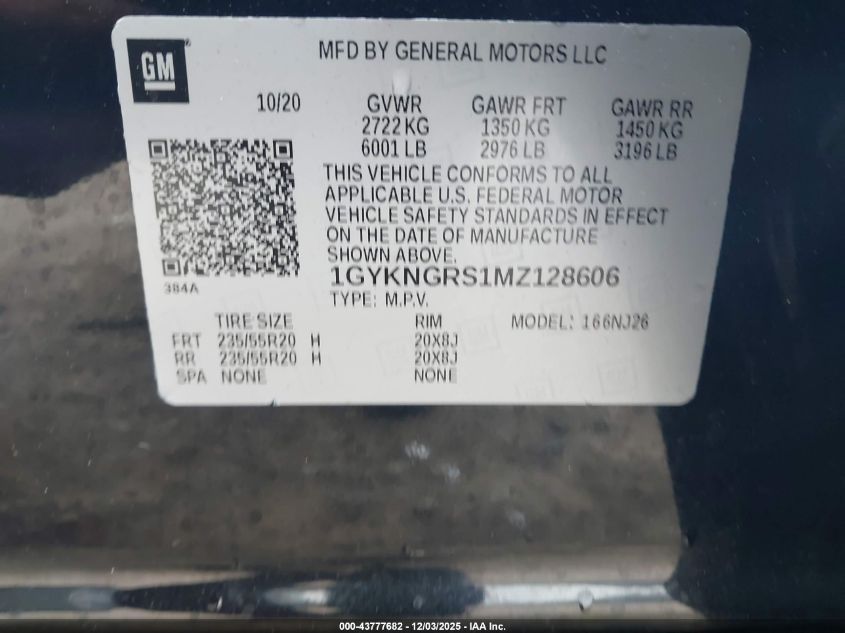 GM
MFD BY GENERAL MOTORS LLC
10/20 GVWR GAWR FRT GAWR RR
2722 KG 1350 KG 1450 KG
6001 LB 2976 LB 3196 LB
THIS VEHICLE CONFORMS TO ALL
APPLICABLE U.S. FEDERAL MOTOR
VEHICLE SAFETY STANDARDS IN EFFECT
ON THE DATE OF MANUFACTURE
SHOWN ABOVE.
384A
1GYKNGRS1MZ128606
TYPE: M.P.V.
TIRE SIZE RIM MODEL: 166NJ26
FRT 235/55R20 H 20X8J
RR 235/55R20 H 20X8J
SPA NONE NONE
000-43777682 - 12/03/2025 - IAA Inc.